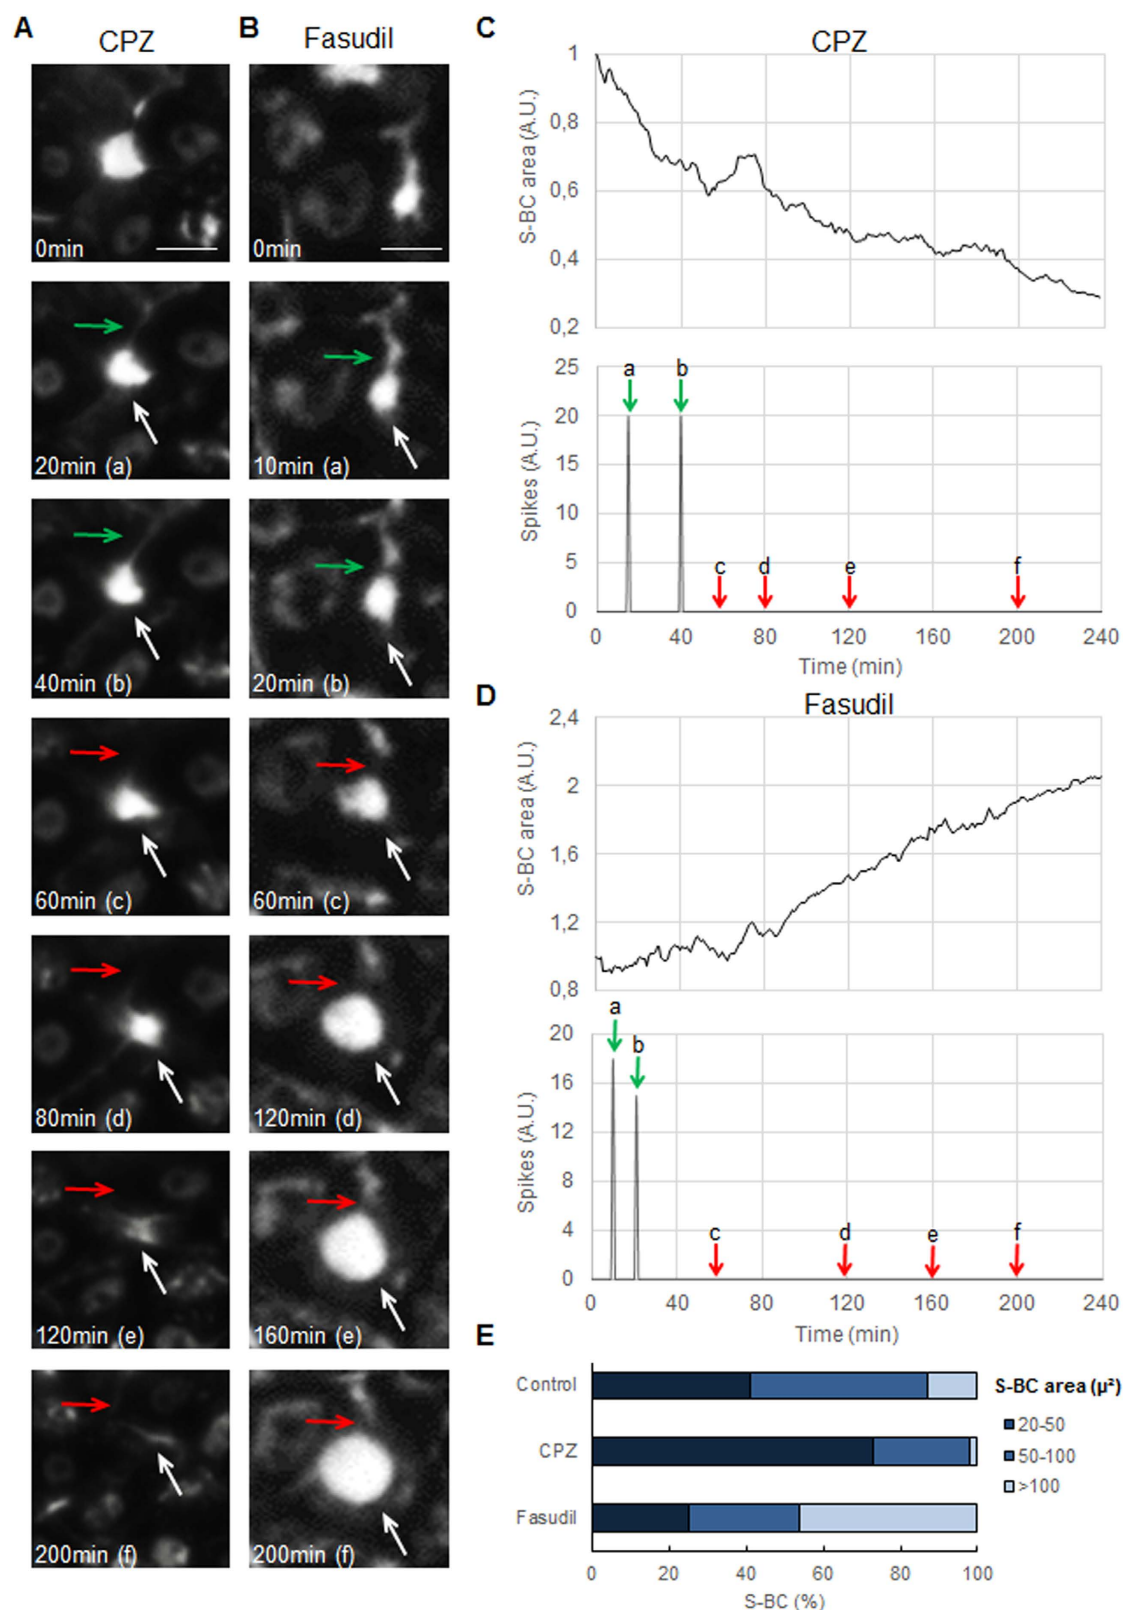 A
CPZ
0min
20min (a)
40min (b)
60min (c)
80min (d)
120min (e)
200min (f)
B
Fasudil
0min
10min (a)
20min (b)
60min (c)
120min (d)
160min (e)
200min (f)
C
CPZ
S-BC area (A.U.)
1
0,8
0,6
0,4
0,2
Spikes (A.U.)
25
20
15
10
5
0
a
b
c
d
e
f
0 40 80 120 160 200 240
Time (min)
D
Fasudil
S-BC area (A.U.)
2,4
2
1,6
1,2
0,8
Spikes (A.U.)
20
16
12
8
4
0
a
b
c
d
e
f
0 40 80 120 160 200 240
Time (min)
E
Control
CPZ
Fasudil
0 20 40 60 80 100
S-BC (%)
S-BC area (µ²)
20-50
50-100
>100